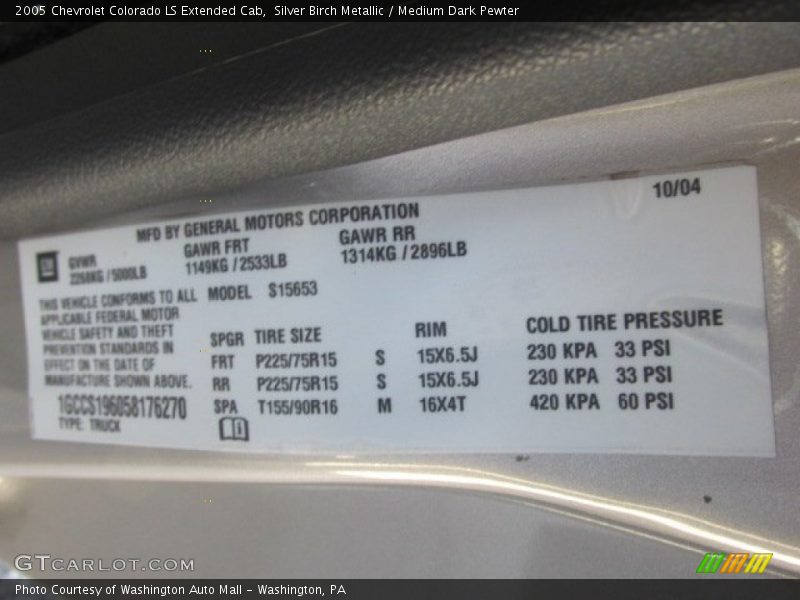 2005 Chevrolet Colorado LS Extended Cab, Silver Birch Metallic / Medium Dark Pewter
10/04
MFD BY GENERAL MOTORS CORPORATION
GM
GVWR GAWR FRT GAWR RR
2268KG / 5000LB 1149KG / 2533LB 1314KG / 2896LB
THIS VEHICLE CONFORMS TO ALL
APPLICABLE FEDERAL MOTOR
VEHICLE SAFETY AND THEFT
PREVENTION STANDARDS IN
EFFECT ON THE DATE OF
MANUFACTURE SHOWN ABOVE.
1GCCS196058176270
TYPE: TRUCK
MODEL S15653
SPGR TIRE SIZE RIM COLD TIRE PRESSURE
FRT P225/75R15 S 15X6.5J 230 KPA 33 PSI
RR P225/75R15 S 15X6.5J 230 KPA 33 PSI
SPA T155/90R16 M 16X4T 420 KPA 60 PSI
GTCARLOT.COM
Photo Courtesy of Washington Auto Mall - Washington, PA